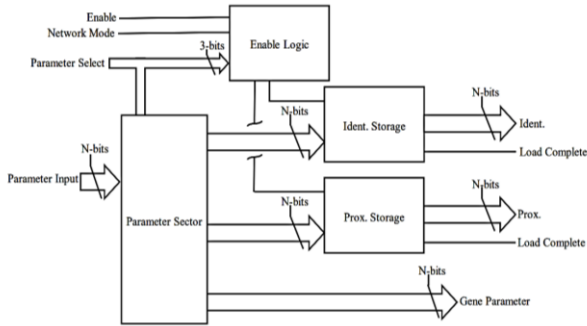 Enable
Network Mode
Enable Logic
3-bits
Parameter Select
N-bits
N-bits
Ident. Storage
Ident.
N-bits
Load Complete
Parameter Input
N-bits
N-bits
Parameter Sector
Prox. Storage
Prox.
Load Complete
N-bits
Gene Parameter